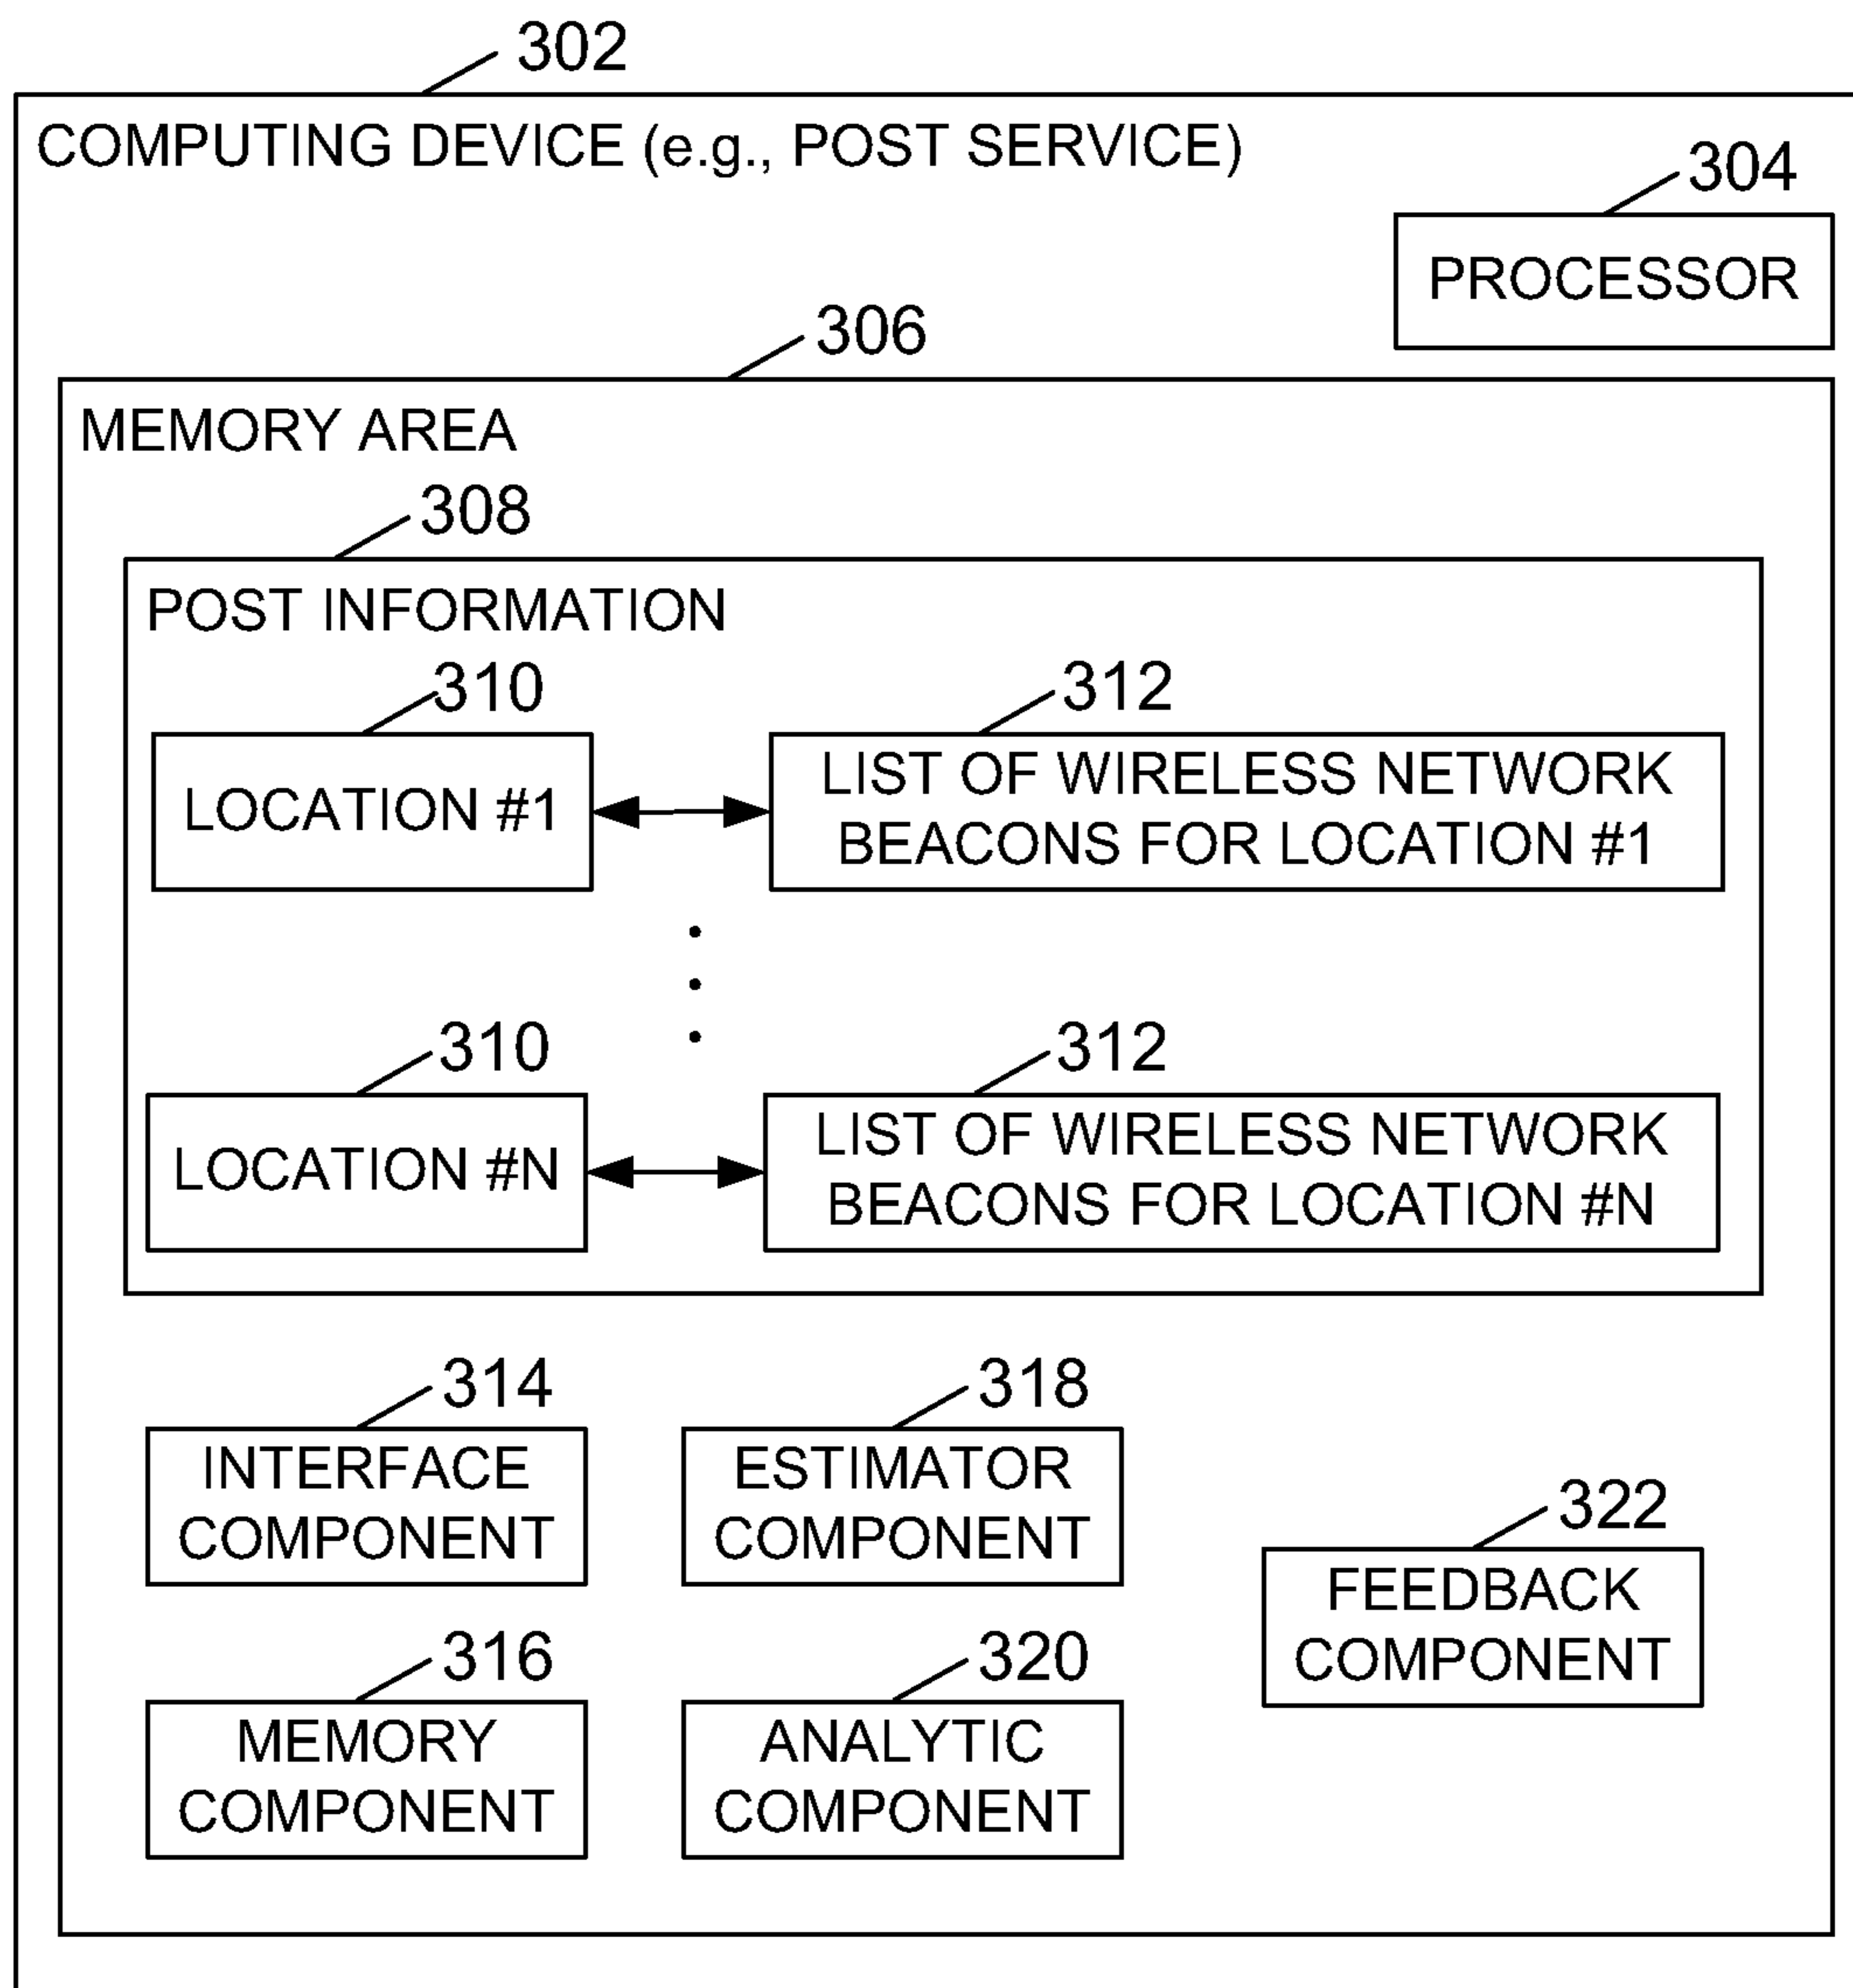 302
COMPUTING DEVICE (e.g., POST SERVICE)
304
PROCESSOR
306
MEMORY AREA
308
POST INFORMATION
310
312
LOCATION #1
LIST OF WIRELESS NETWORK
BEACONS FOR LOCATION #1
310
312
LOCATION #N
LIST OF WIRELESS NETWORK
BEACONS FOR LOCATION #N
314
318
INTERFACE
COMPONENT
ESTIMATOR
COMPONENT
322
FEEDBACK
COMPONENT
316
320
MEMORY
COMPONENT
ANALYTIC
COMPONENT